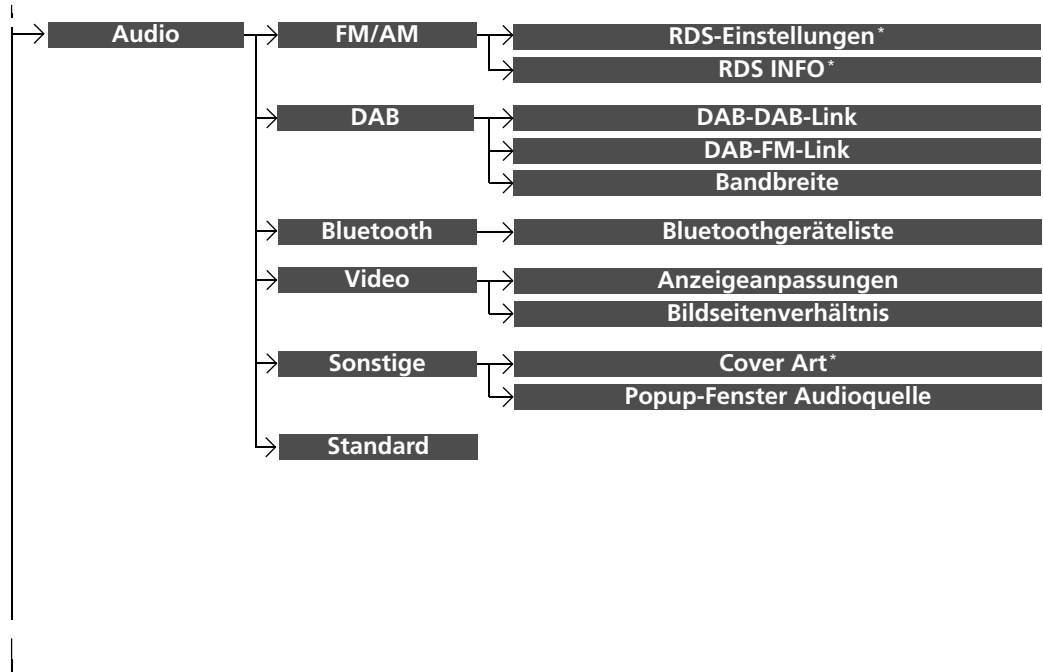 Audio
FM/AM
RDS-Einstellungen*
RDS INFO*
DAB
DAB-DAB-Link
DAB-FM-Link
Bandbreite
Bluetooth
Bluetoothgeräteliste
Video
Anzeigeanpassungen
Bildseitenverhältnis
Sonstige
Cover Art*
Popup-Fenster Audioquelle
Standard